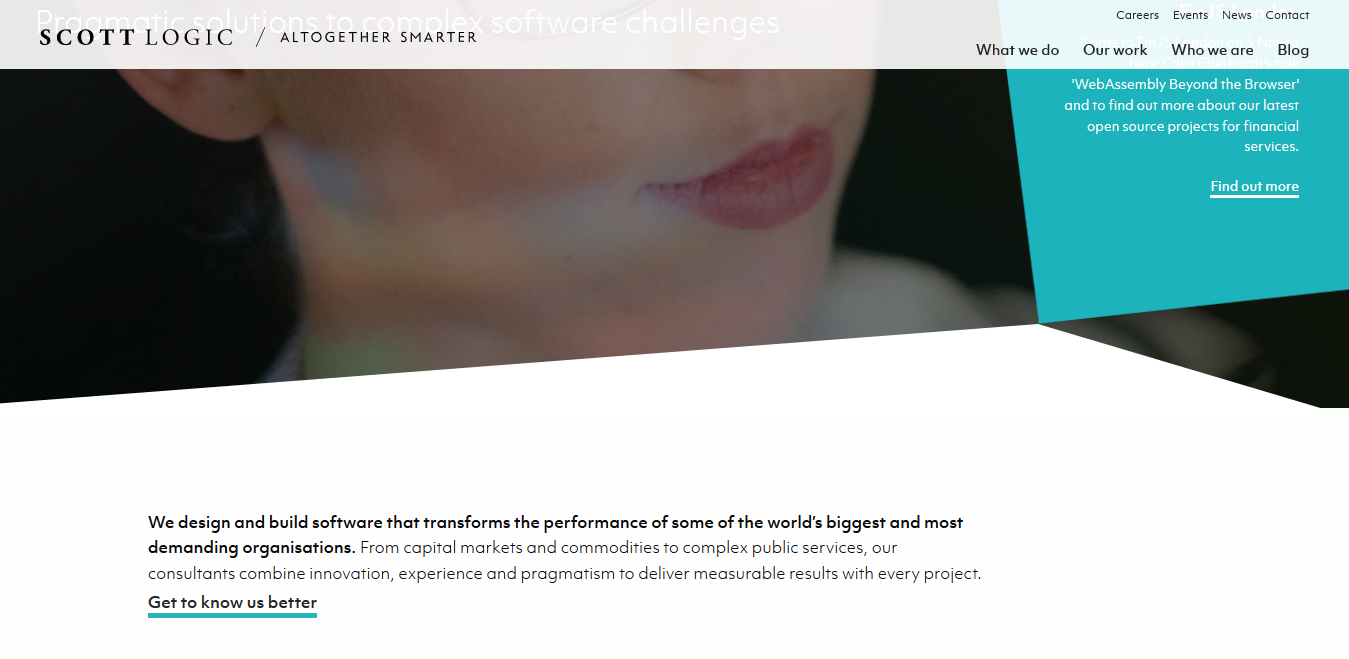 Pragmatic solutions to complex software challenges
SCOTT LOGIC / ALTOGETHER SMARTER
Careers Events News Contact
What we do Our work Who we are Blog
hear Colin Eberhardt's talk
'WebAssembly Beyond the Browser'
and to find out more about our latest
open source projects for financial
services.
Find out more
We design and build software that transforms the performance of some of the world's biggest and most
demanding organisations. From capital markets and commodities to complex public services, our
consultants combine innovation, experience and pragmatism to deliver measurable results with every project.
Get to know us better